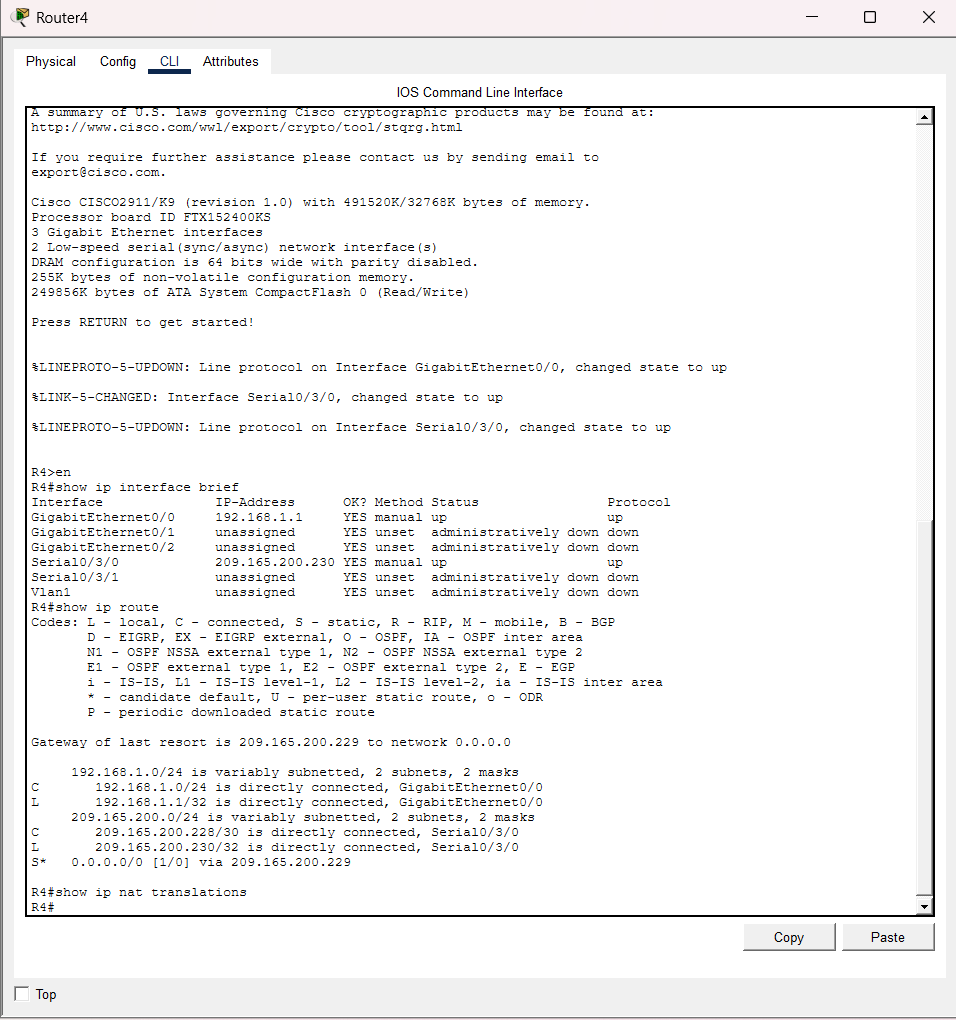 Router4
Physical Config CLI Attributes
IOS Command Line Interface
A summary of U.S. laws governing Cisco cryptographic products may be found at:
http://www.cisco.com/wwl/export/crypto/tool/stqrg.html
If you require further assistance please contact us by sending email to
export@cisco.com.
Cisco CISCO2911/K9 (revision 1.0) with 491520K/32768K bytes of memory.
Processor board ID FTX152400KS
3 Gigabit Ethernet interfaces
2 Low-speed serial(sync/async) network interface(s)
DRAM configuration is 64 bits wide with parity disabled.
255K bytes of non-volatile configuration memory.
249856K bytes of ATA System CompactFlash 0 (Read/Write)
Press RETURN to get started!
%LINEPROTO-5-UPDOWN: Line protocol on Interface GigabitEthernet0/0, changed state to up
%LINK-5-CHANGED: Interface Serial0/3/0, changed state to up
%LINEPROTO-5-UPDOWN: Line protocol on Interface Serial0/3/0, changed state to up
R4>en
R4#show ip interface brief
Interface IP-Address OK? Method Status Protocol
GigabitEthernet0/0 192.168.1.1 YES manual up up
GigabitEthernet0/1 unassigned YES unset administratively down down
GigabitEthernet0/2 unassigned YES unset administratively down down
Serial0/3/0 209.165.200.230 YES manual up up
Serial0/3/1 unassigned YES unset administratively down down
Vlan1 unassigned YES unset administratively down down
R4#show ip route
Codes: L - local, C - connected, S - static, R - RIP, M - mobile, B - BGP
D - EIGRP, EX - EIGRP external, O - OSPF, IA - OSPF inter area
N1 - OSPF NSSA external type 1, N2 - OSPF NSSA external type 2
E1 - OSPF external type 1, E2 - OSPF external type 2, E - EGP
i - IS-IS, L1 - IS-IS level-1, L2 - IS-IS level-2, ia - IS-IS inter area
* - candidate default, U - per-user static route, o - ODR
P - periodic downloaded static route
Gateway of last resort is 209.165.200.229 to network 0.0.0.0
192.168.1.0/24 is variably subnetted, 2 subnets, 2 masks
C 192.168.1.0/24 is directly connected, GigabitEthernet0/0
L 192.168.1.1/32 is directly connected, GigabitEthernet0/0
209.165.200.0/24 is variably subnetted, 2 subnets, 2 masks
C 209.165.200.228/30 is directly connected, Serial0/3/0
L 209.165.200.230/32 is directly connected, Serial0/3/0
S* 0.0.0.0/0 [1/0] via 209.165.200.229
R4#show ip nat translations
R4#
Copy Paste
Top